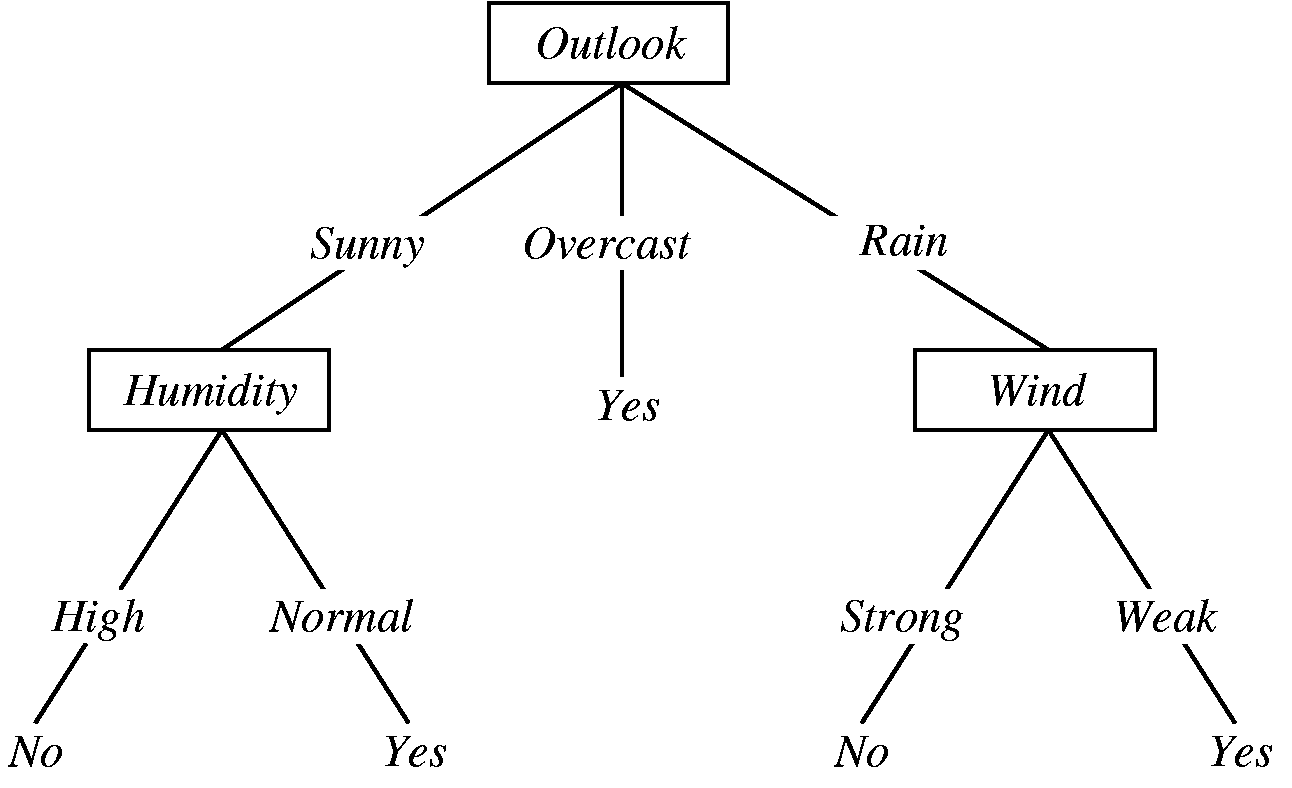 Outlook
Sunny Overcast Rain
Humidity Yes Wind
High Normal Strong Weak
No Yes No Yes